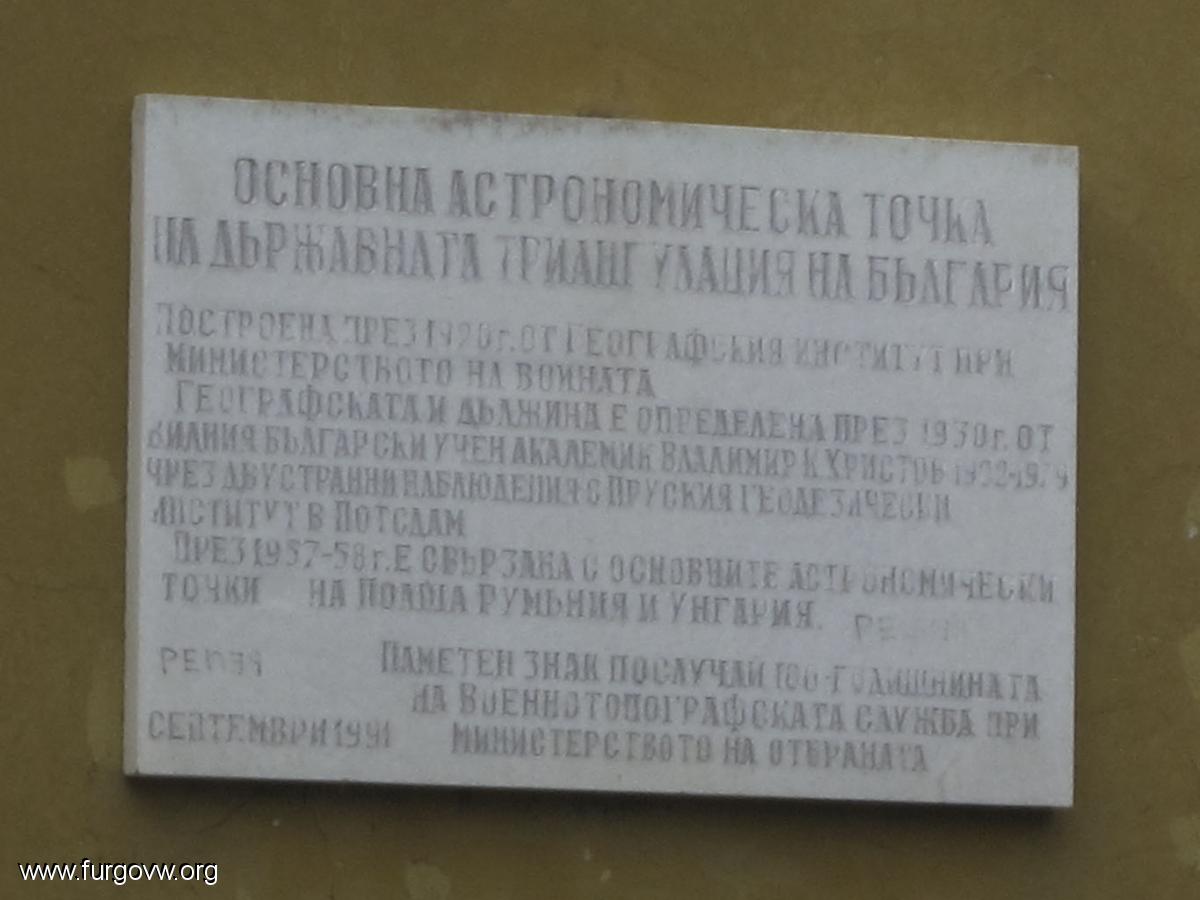 ОСНОВНА АСТРОНОМИЧЕСКА ТОЧКА
НА ДЪРЖАВНАТА ТРИАНГУЛАЦИЯ НА БЪЛГАРИЯ
ПОСТРОЕНА ПРЕЗ 1920 г. ОТ ГЕОГРАФСКИЯ ИНСТИТУТ ПРИ
МИНИСТЕРСТВОТО НА ВОЙНАТА
ГЕОГРАФСКАТА И ДЪЛЖИНА Е ОПРЕДЕЛЕНА ПРЕЗ 1930 г. ОТ
ВИДНИЯ БЪЛГАРСКИ УЧЕН АКАДЕМИК ВЛАДИМИР К. ХРИСТОВ
ЧРЕЗ ДВУСТРАННИ НАБЛЮДЕНИЯ С ПРУСКИЯ ГЕОДЕЗИЧЕСКИ
ИНСТИТУТ В ПОТСДАМ
ПРЕЗ 1957-58 г. Е СВЪРЗАНА С ОСНОВНИТЕ АСТРОНОМИЧЕСКИ
ТОЧКИ НА ПОЛША РУМЪНИЯ И УНГАРИЯ.
ПАМЕТЕН ЗНАК ПОСЛУЧАЙ 100-ГОДИШНИНАТА
НА ВОЕННОТОПОГРАФСКАТА СЛУЖБА ПРИ
СЕПТЕМВРИ 1991 МИНИСТЕРСТВОТО НА ОТБРАНАТА
www.furgovw.org